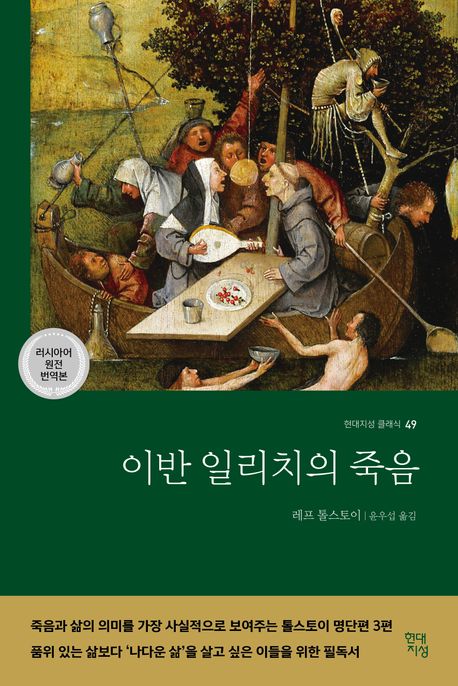 러시아어
원전
번역본
현대지성 클래식 49
이반 일리치의 죽음
레프 톨스토이 | 윤우섭 옮김
죽음과 삶의 의미를 가장 사실적으로 보여주는 톨스토이 명단편 3편
품위 있는 삶보다 ‘나다운 삶’을 살고 싶은 이들을 위한 필독서
현대
지성